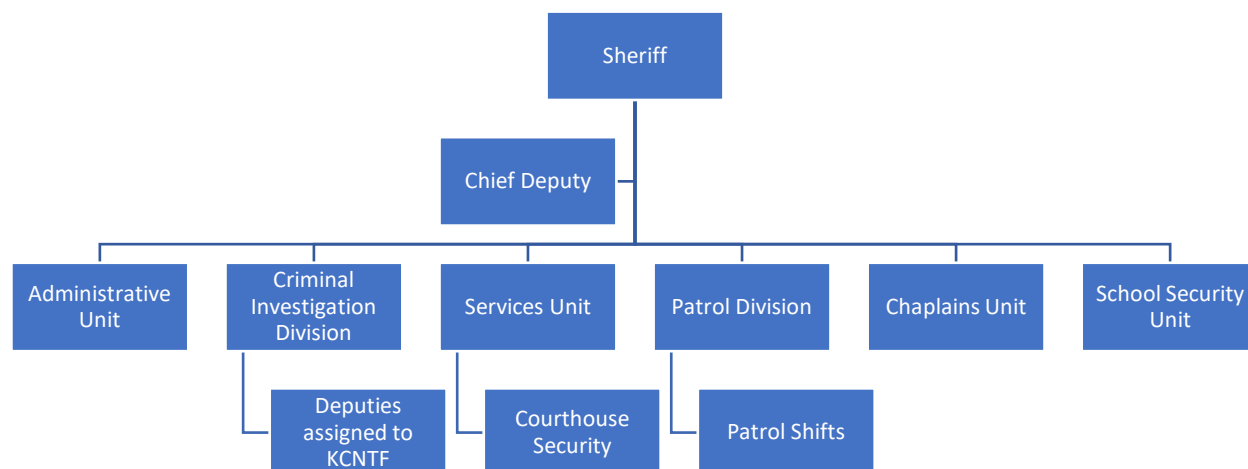 Sheriff
Chief Deputy
Administrative
Unit
Criminal
Investigation
Division
Services Unit
Patrol Division
Chaplains Unit
School Security
Unit
Deputies
assigned to
KCNTF
Courthouse
Security
Patrol Shifts